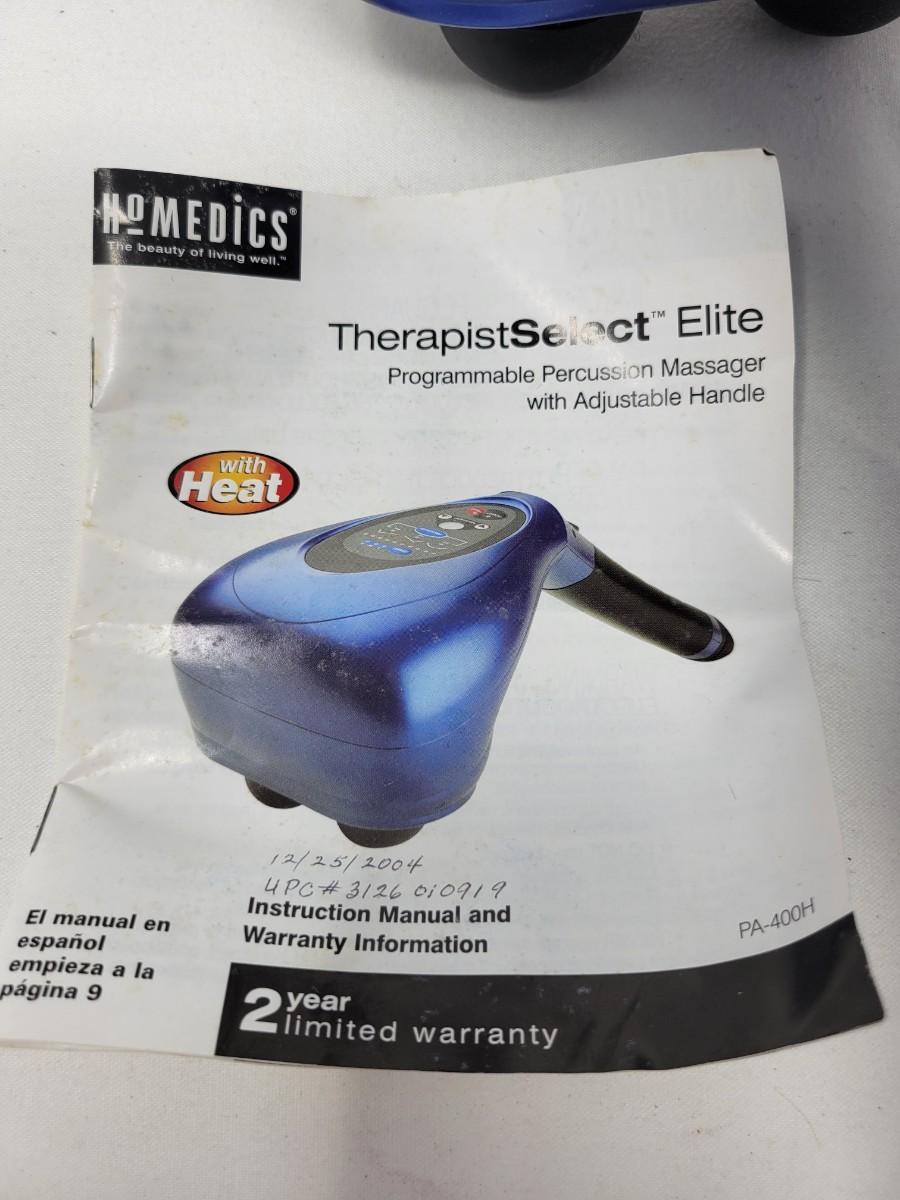 HoMEDiCS®
The beauty of living well.™
TherapistSelect™ Elite
Programmable Percussion Massager
with Adjustable Handle
with
Heat
12/25/2004
UPC# 3126 010919
Instruction Manual and
Warranty Information
El manual en
español
empieza a la
página 9
PA-400H
2 year
limited warranty